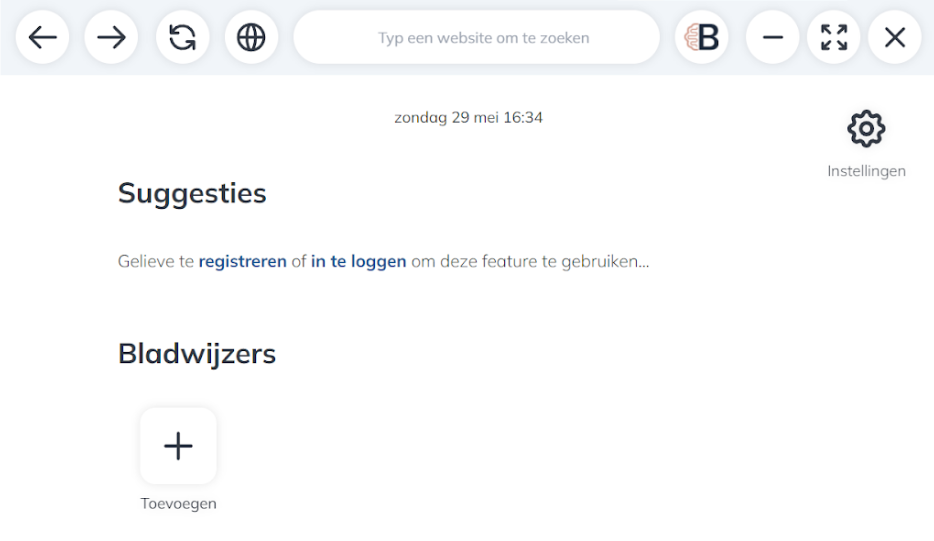 Typ een website om te zoeken
B
zondag 29 mei 16:34
Instellingen
Suggesties
Gelieve te registreren of in te loggen om deze feature te gebruiken...
Bladwijzers
Toevoegen